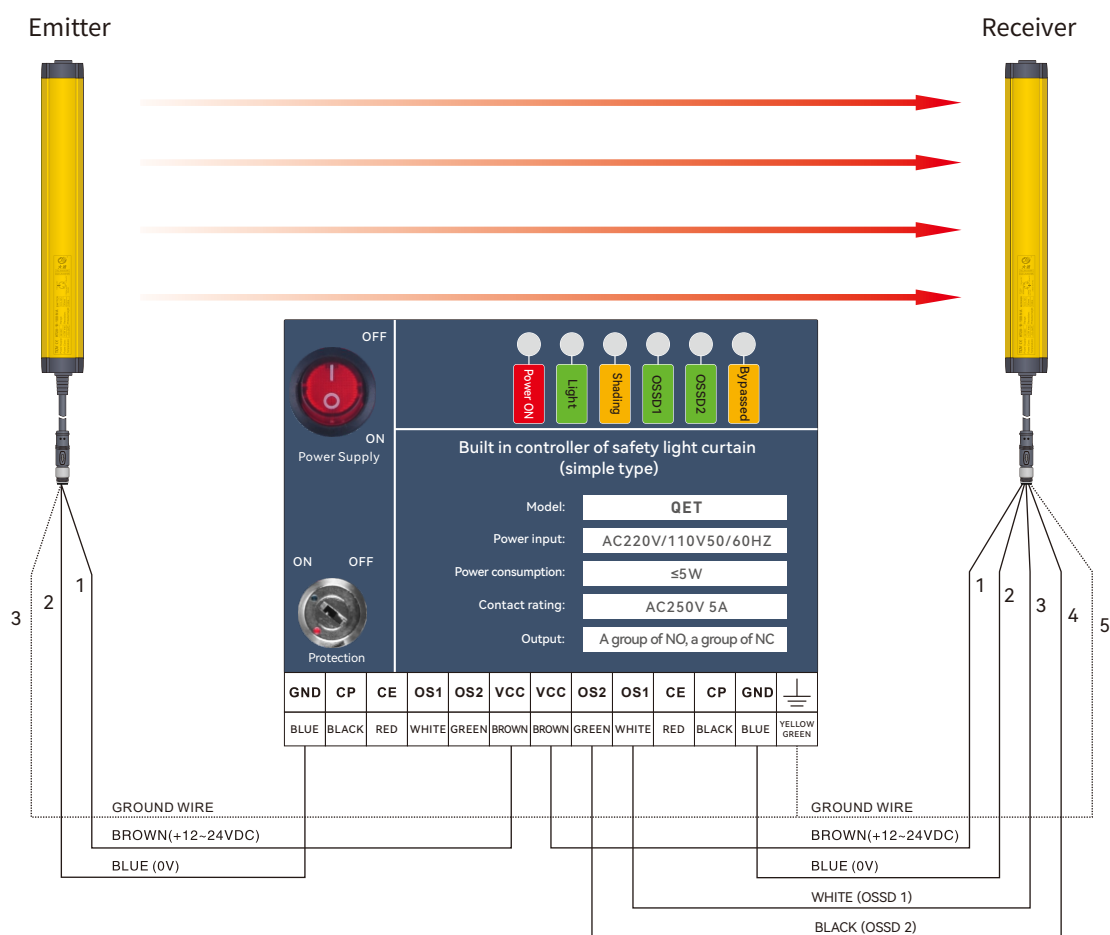 Emitter
Receiver
OFF
ON
Power Supply
Power ON
Light
Shading
OSSD1
OSSD2
Bypassed
Built in controller of safety light curtain
(simple type)
Model: QET
Power input: AC220V/110V50/60HZ
Power consumption: ≤5W
Contact rating: AC250V 5A
Output: A group of NO, a group of NC
ON OFF
Protection
GND CP CE OS1 OS2 VCC VCC OS2 OS1 CE CP GND
BLUE BLACK RED WHITE GREEN BROWN BROWN GREEN WHITE RED BLACK BLUE YELLOW GREEN
3 2 1
1 2 3 4 5
GROUND WIRE
BROWN(+12~24VDC)
BLUE (0V)
GROUND WIRE
BROWN(+12~24VDC)
BLUE (0V)
WHITE (OSSD 1)
BLACK (OSSD 2)